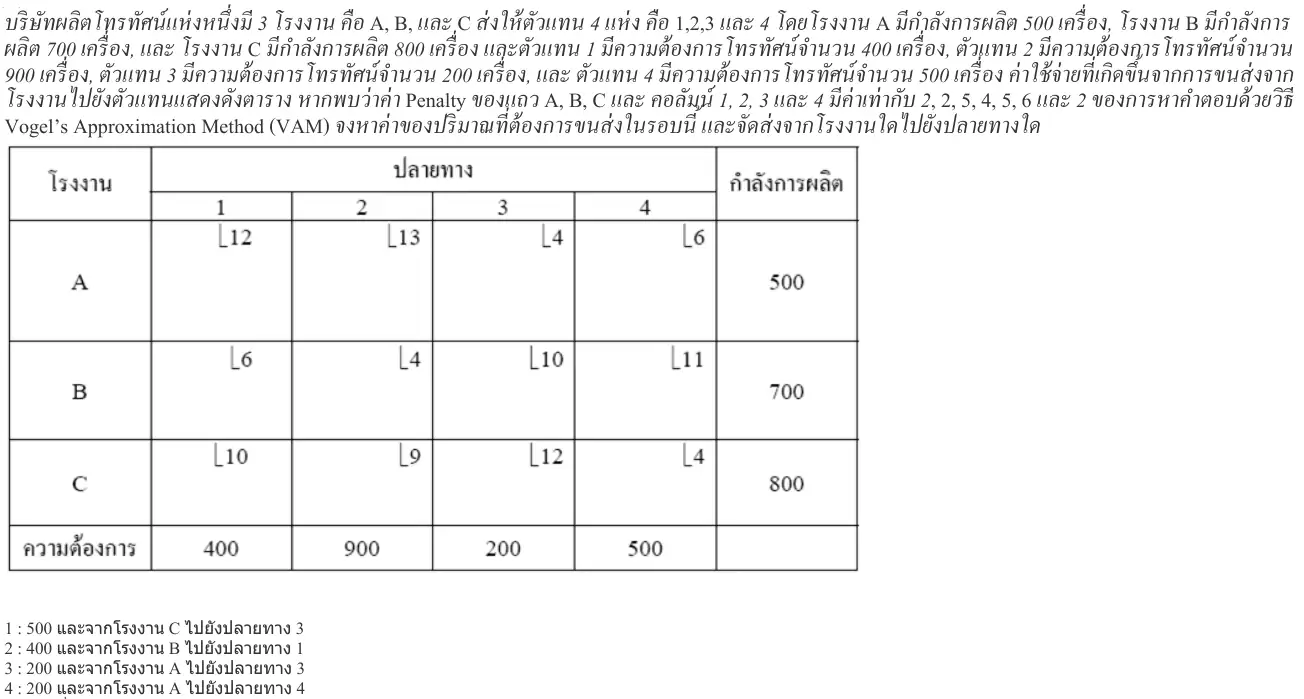 บริษัทผลิตโทรทัศน์แห่งหนึ่งมี 3 โรงงาน คือ A, B, และ C ส่งให้ตัวแทน 4 แห่ง คือ 1,2,3 และ 4 โดยโรงงาน A มีกำลังการผลิต 500 เครื่อง, โรงงาน B มีกำลังการ
ผลิต 700 เครื่อง, และ โรงงาน C มีกำลังการผลิต 800 เครื่อง และตัวแทน 1 มีความต้องการโทรทัศน์จำนวน 400 เครื่อง, ตัวแทน 2 มีความต้องการโทรทัศน์จำนวน
900 เครื่อง, ตัวแทน 3 มีความต้องการโทรทัศน์จำนวน 200 เครื่อง, และ ตัวแทน 4 มีความต้องการโทรทัศน์จำนวน 500 เครื่อง ค่าใช้จ่ายที่เกิดขึ้นจากการขนส่งจาก
โรงงานไปยังตัวแทนแสดงดังตาราง หากพบว่าค่า Penalty ของแถว A, B, C และ คอลัมน์ 1, 2, 3 และ 4 มีค่าเท่ากับ 2, 2, 5, 4, 5, 6 และ 2 ของการหาคำตอบด้วยวิธี
Vogel's Approximation Method (VAM) จงหาค่าของปริมาณที่ต้องการขนส่งในรอบนี้ และจัดส่งจากโรงงานใดไปยังปลายทางใด
โรงงาน ปลายทาง กำลังการผลิต
1 2 3 4
12 13 4 6
A 500
6 4 10 11
B 700
10 9 12 4
C 800
ความต้องการ 400 900 200 500
1 : 500 และจากโรงงาน C ไปยังปลายทาง 3
2 : 400 และจากโรงงาน B ไปยังปลายทาง 1
3 : 200 และจากโรงงาน A ไปยังปลายทาง 3
4 : 200 และจากโรงงาน A ไปยังปลายทาง 4